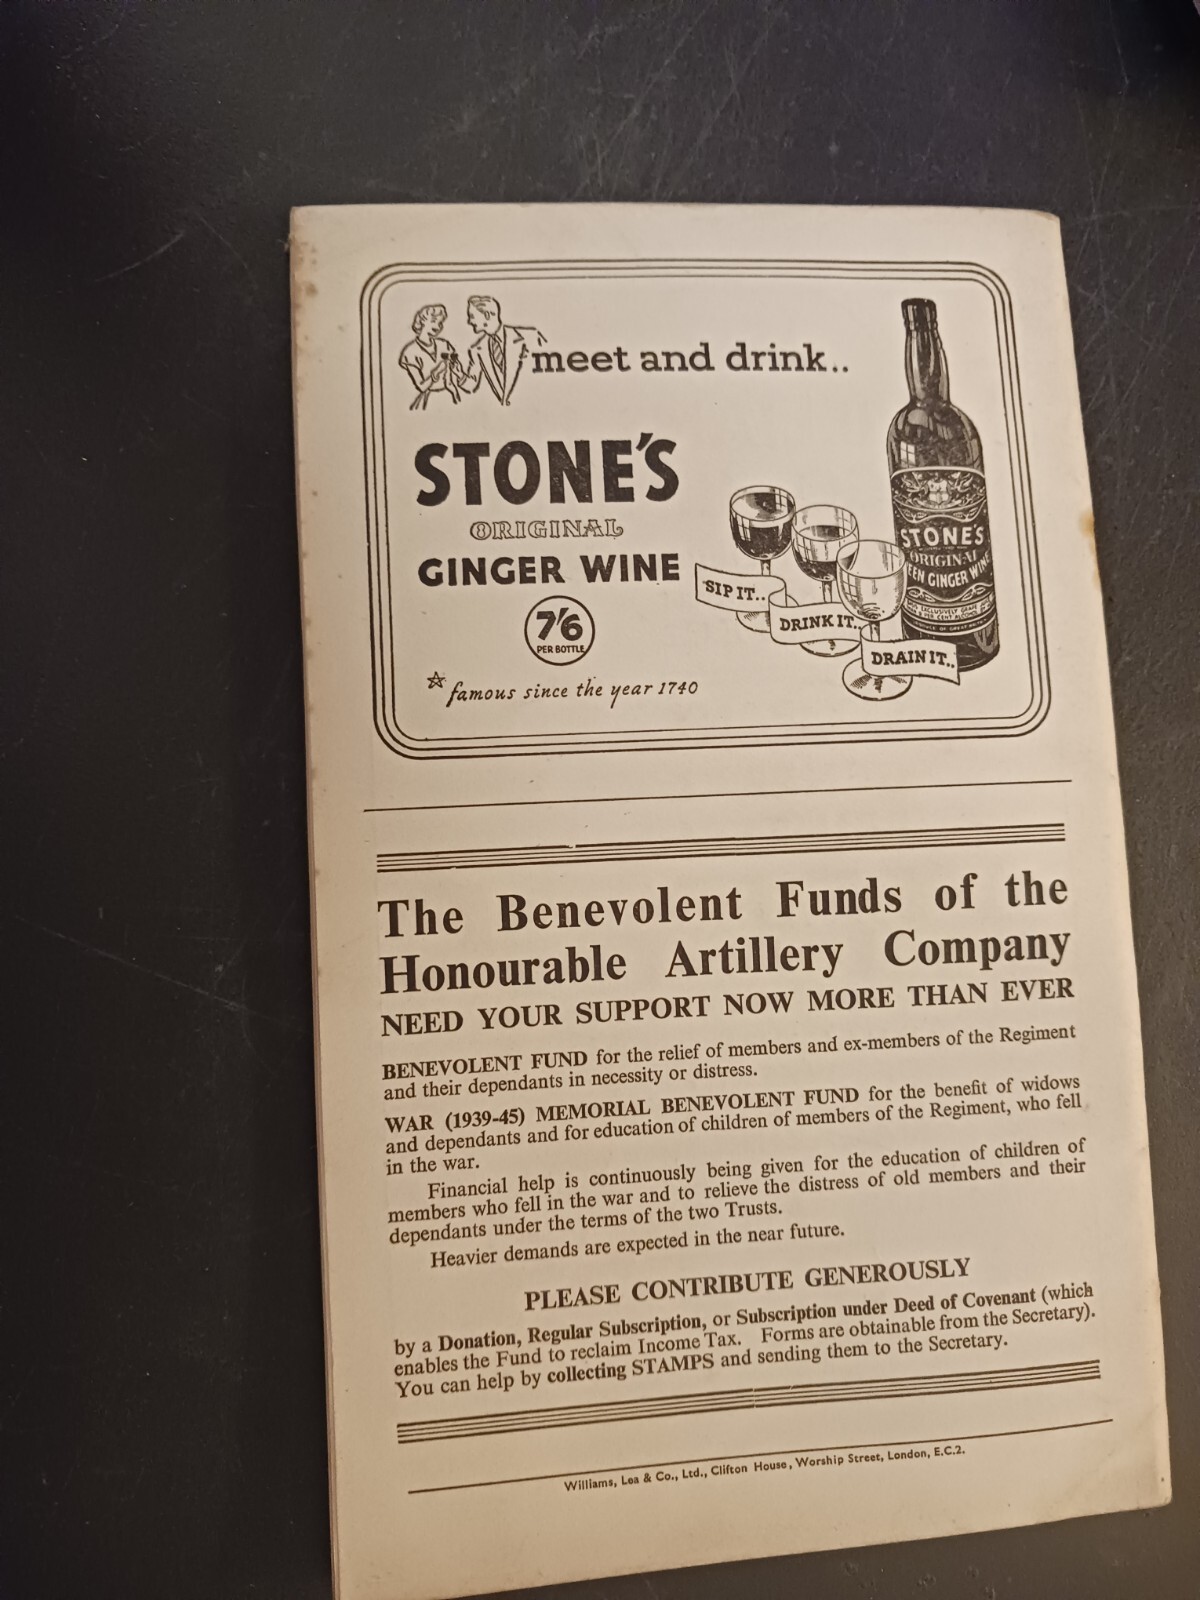 meet and drink..
STONE'S
ORIGINAL
GINGER WINE
7'6
PER BOTTLE
☆ famous since the year 1740
SIP IT..
DRINK IT..
DRAIN IT..
STONE'S
ORIGINAL
EEN GINGER WINE
The Benevolent Funds of the
Honourable Artillery Company
NEED YOUR SUPPORT NOW MORE THAN EVER
BENEVOLENT FUND for the relief of members and ex-members of the Regiment
and their dependants in necessity or distress.
WAR (1939-45) MEMORIAL BENEVOLENT FUND for the benefit of widows
and dependants and for education of children of members of the Regiment, who fell
in the war.
Financial help is continuously being given for the education of children of
members who fell in the war and to relieve the distress of old members and their
dependants under the terms of the two Trusts.
Heavier demands are expected in the near future.
PLEASE CONTRIBUTE GENEROUSLY
by a Donation, Regular Subscription, or Subscription under Deed of Covenant (which
enables the Fund to reclaim Income Tax. Forms are obtainable from the Secretary).
You can help by collecting STAMPS and sending them to the Secretary.
Williams, Lea & Co., Ltd., Clifton House, Worship Street, London, E.C.2.